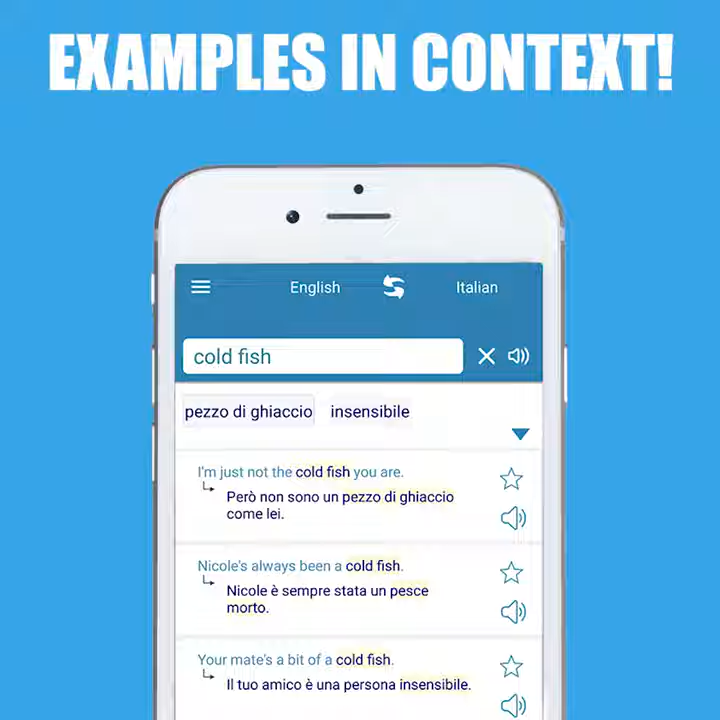 EXAMPLES IN CONTEXT!
English Italian
cold fish
pezzo di ghiaccio insensibile
I'm just not the cold fish you are.
Però non sono un pezzo di ghiaccio
come lei.
Nicole's always been a cold fish.
Nicole è sempre stata un pesce
morto.
Your mate's a bit of a cold fish.
Il tuo amico è una persona insensibile.